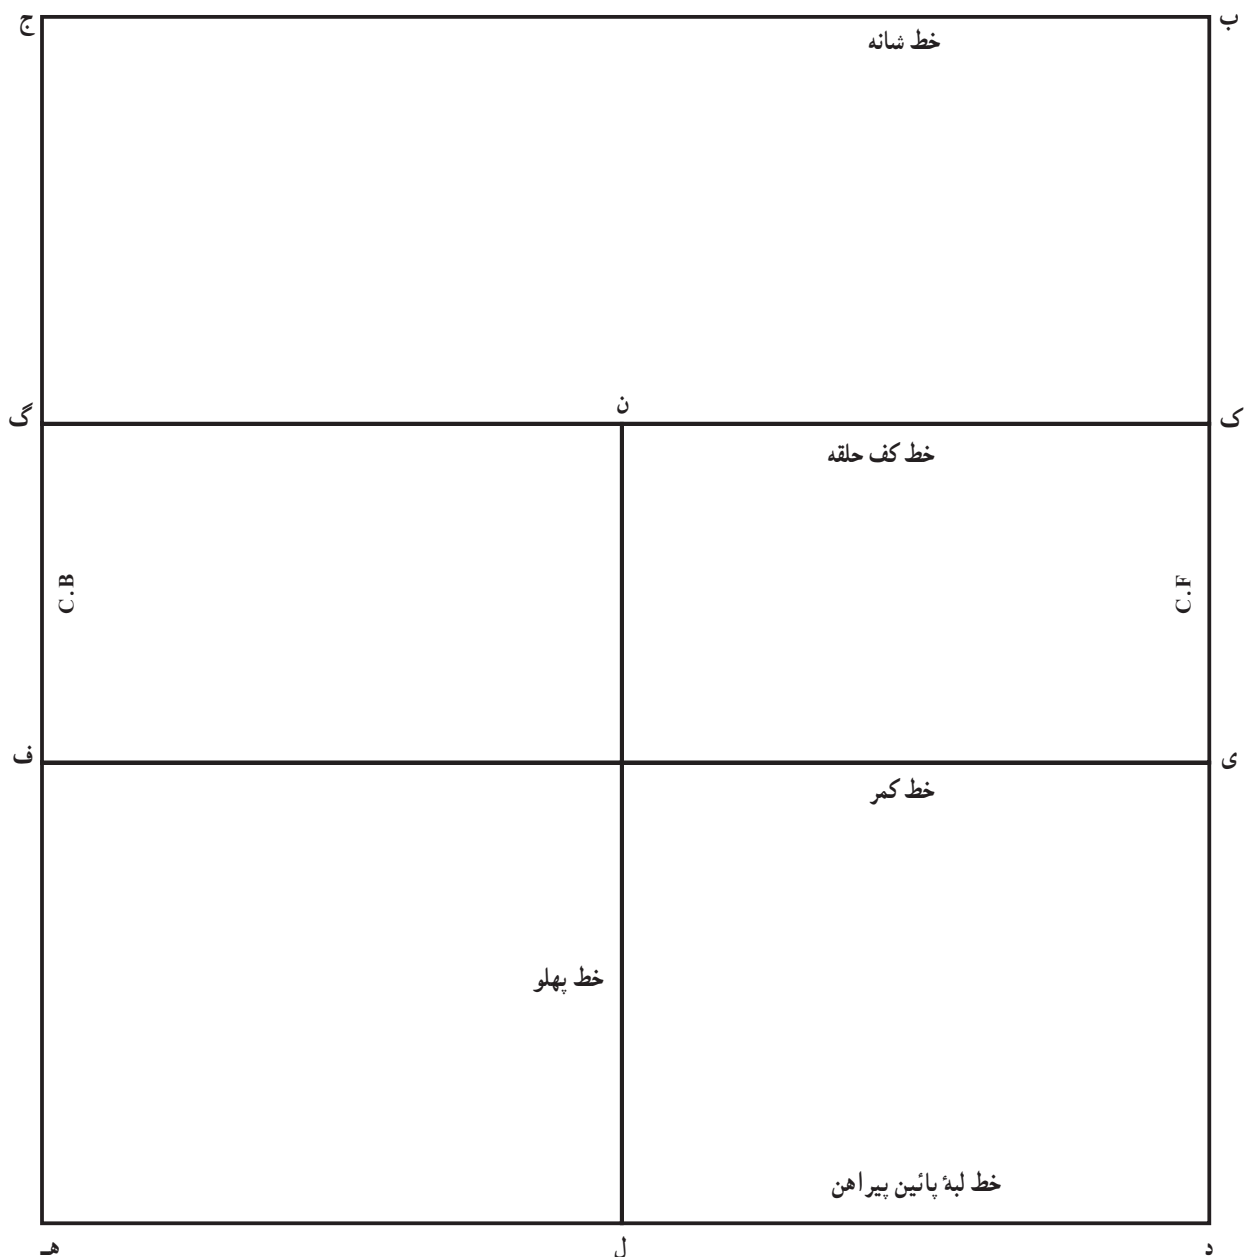 ب
ج
خط شانه
ن
ک
گ
خط کف حلقه
C.F
C.B
ی
ف
خط کمر
خط پهلو
خط لبهٔ پائین پیراهن
د
ل
هـ